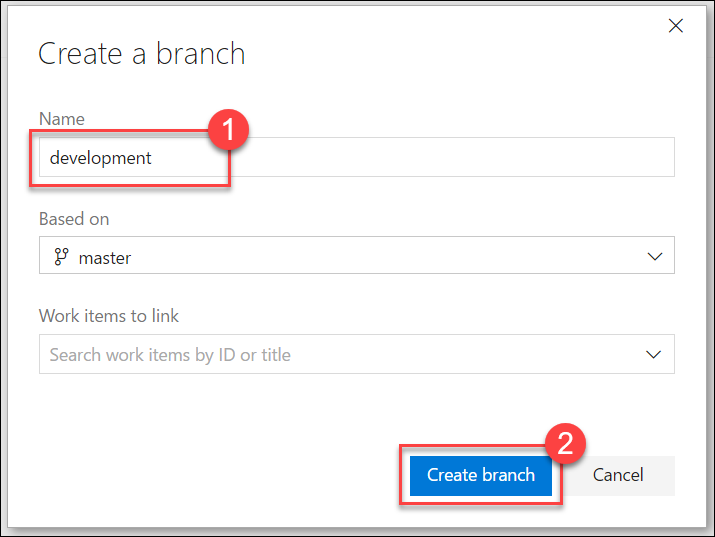 Create a branch
Name
1
development
Based on
master
Work items to link
Search work items by ID or title
2
Create branch
Cancel